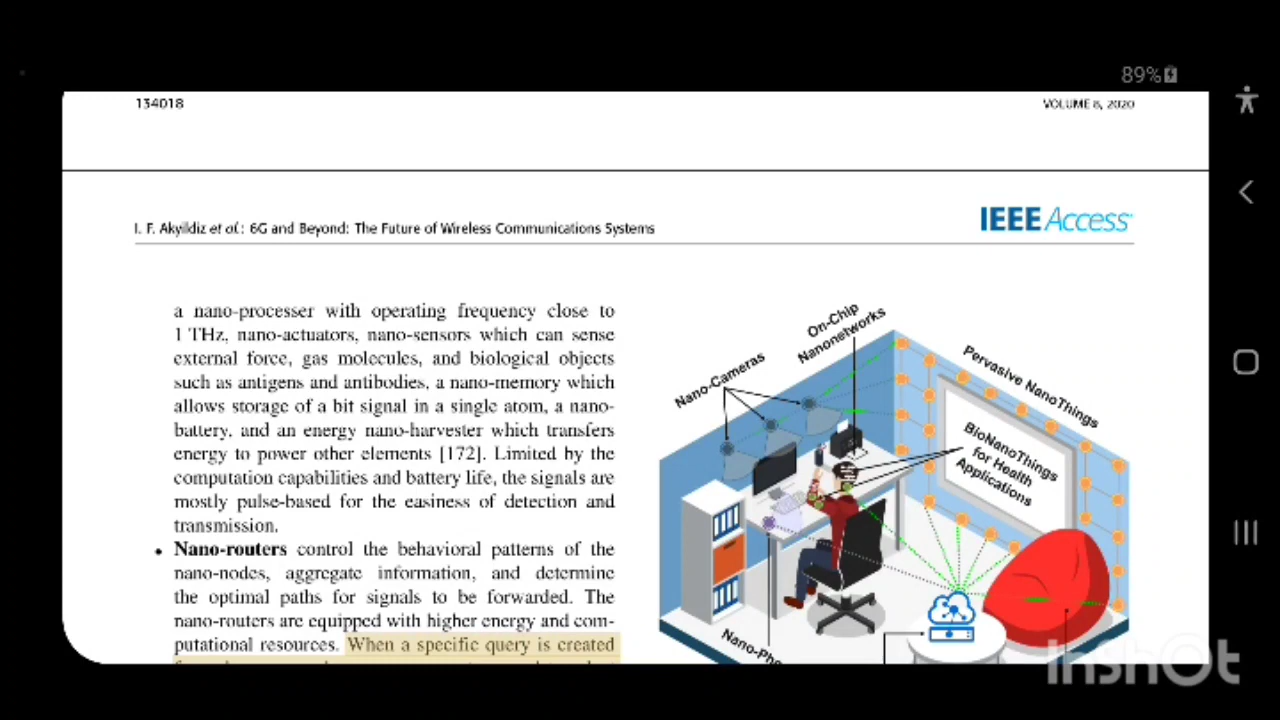 89%
134018
VOLUME 8, 2020
I. F. Akyildiz et al.: 6G and Beyond: The Future of Wireless Communications Systems
IEEE Access
a nano-processer with operating frequency close to
1 THz, nano-actuators, nano-sensors which can sense
external force, gas molecules, and biological objects
such as antigens and antibodies, a nano-memory which
allows storage of a bit signal in a single atom, a nano-
battery, and an energy nano-harvester which transfers
energy to power other elements [172]. Limited by the
computation capabilities and battery life, the signals are
mostly pulse-based for the easiness of detection and
transmission.
• Nano-routers control the behavioral patterns of the
nano-nodes, aggregate information, and determine
the optimal paths for signals to be forwarded. The
nano-routers are equipped with higher energy and com-
putational resources. When a specific query is created
On-Chip
Nanonetworks
Nano-Cameras
Pervasive NanoThings
BioNanoThings
for Health
Applications
InShOt